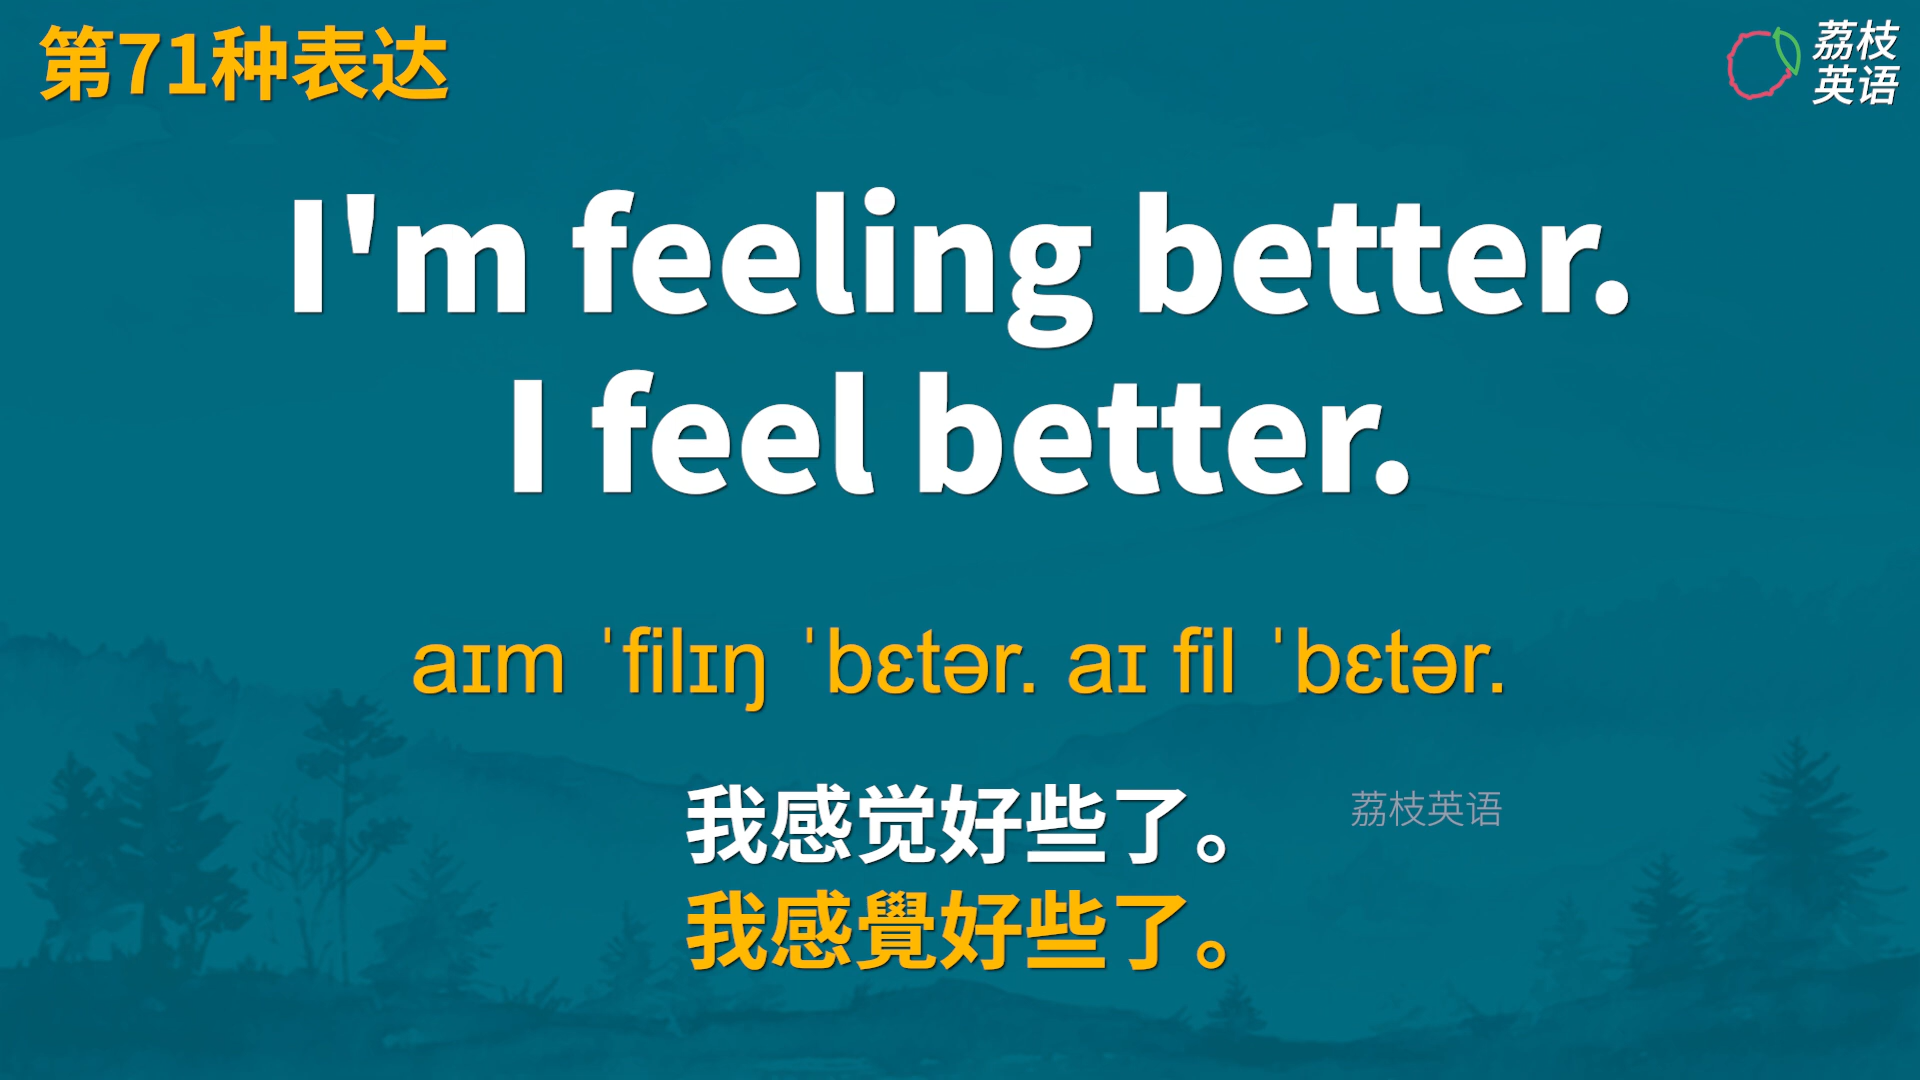 第71种表达
荔枝
英语
I'm feeling better.
I feel better.
aɪm ˈfilɪŋ ˈbɛtər. aɪ fil ˈbɛtər.
我感觉好些了。
荔枝英语
我感覺好些了。